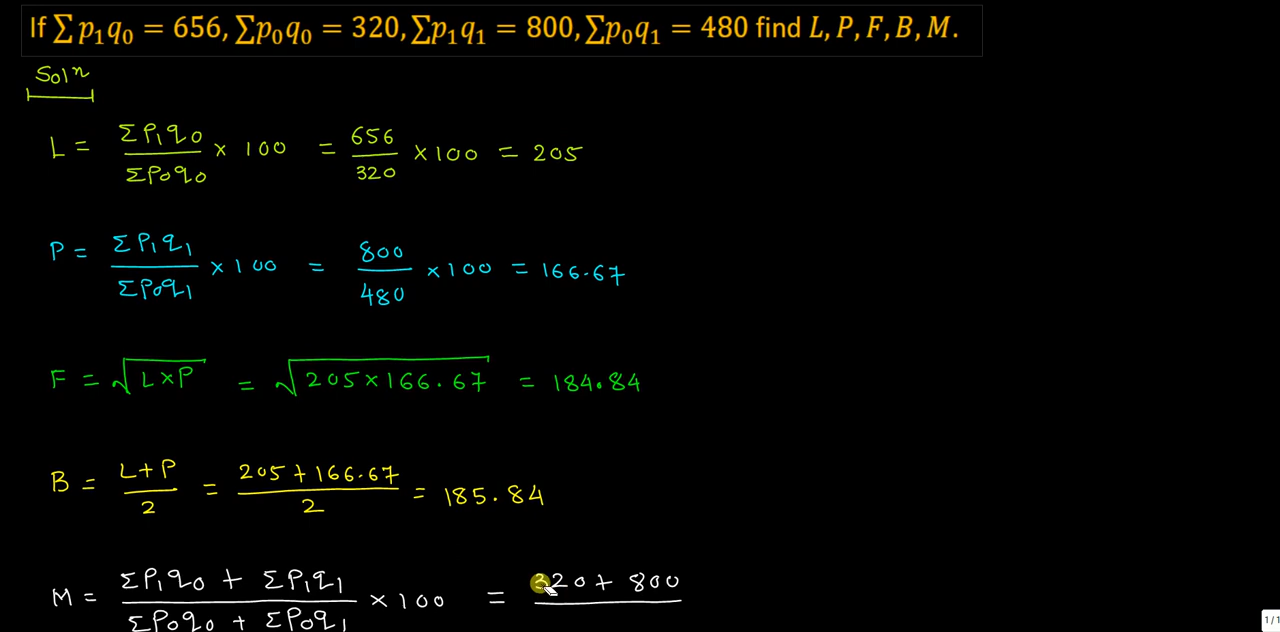 If ∑ p₁q₀ = 656, ∑p₀q₀ = 320, ∑p₁q₁ = 800, ∑p₀q₁ = 480 find L, P, F, B, M.
Solⁿ
L = ΣP₁q₀ / ΣP₀q₀ × 100 = 656 / 320 × 100 = 205
P = ΣP₁q₁ / ΣP₀q₁ × 100 = 800 / 480 × 100 = 166.67
F = √(L×P) = √(205×166.67) = 184.84
B = L+P / 2 = 205+166.67 / 2 = 185.84
M = ΣP₁q₀ + ΣP₁q₁ / ΣP₀q₀ + ΣP₀q₁ × 100 = 320 + 800
1/1